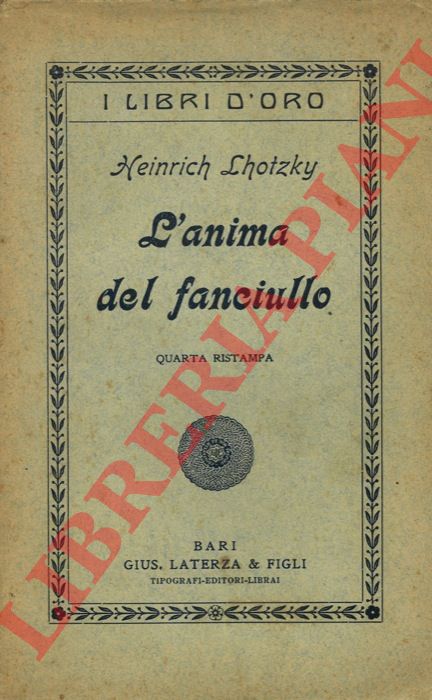 I LIBRI D'ORO
Heinrich Lhotzky
L'anima
del fanciullo
QUARTA RISTAMPA
BARI
GIUS. LATERZA & FIGLI
TIPOGRAFI-EDITORI-LIBRAI
LIBRERIA PIANI